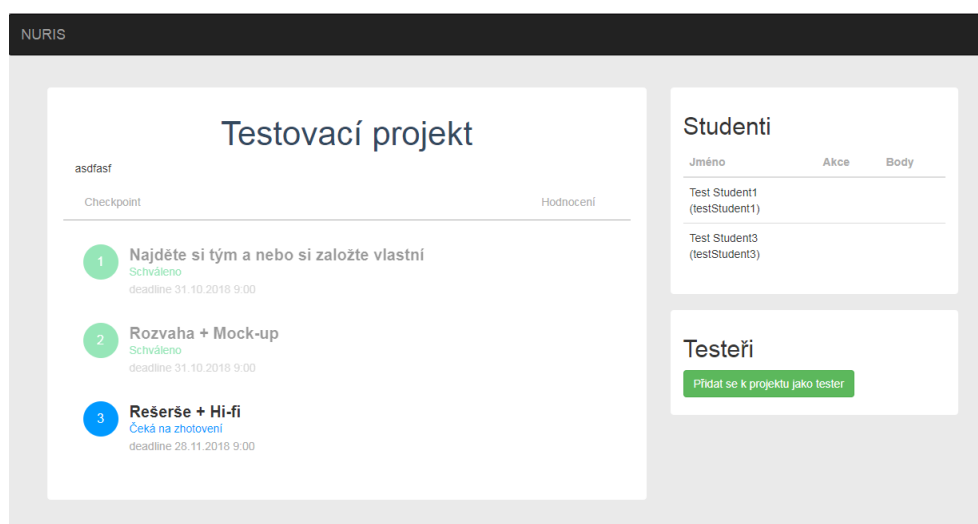 NURIS
Testovací projekt
asdfasf
Checkpoint Hodnocení
1 Najděte si tým a nebo si založte vlastní
Schváleno
deadline 31.10.2018 9:00
2 Rozvaha + Mock-up
Schváleno
deadline 31.10.2018 9:00
3 Rešerše + Hi-fi
Čeká na zhotovení
deadline 28.11.2018 9:00
Studenti
Jméno Akce Body
Test Student1
(testStudent1)
Test Student3
(testStudent3)
Testeři
Přidat se k projektu jako tester